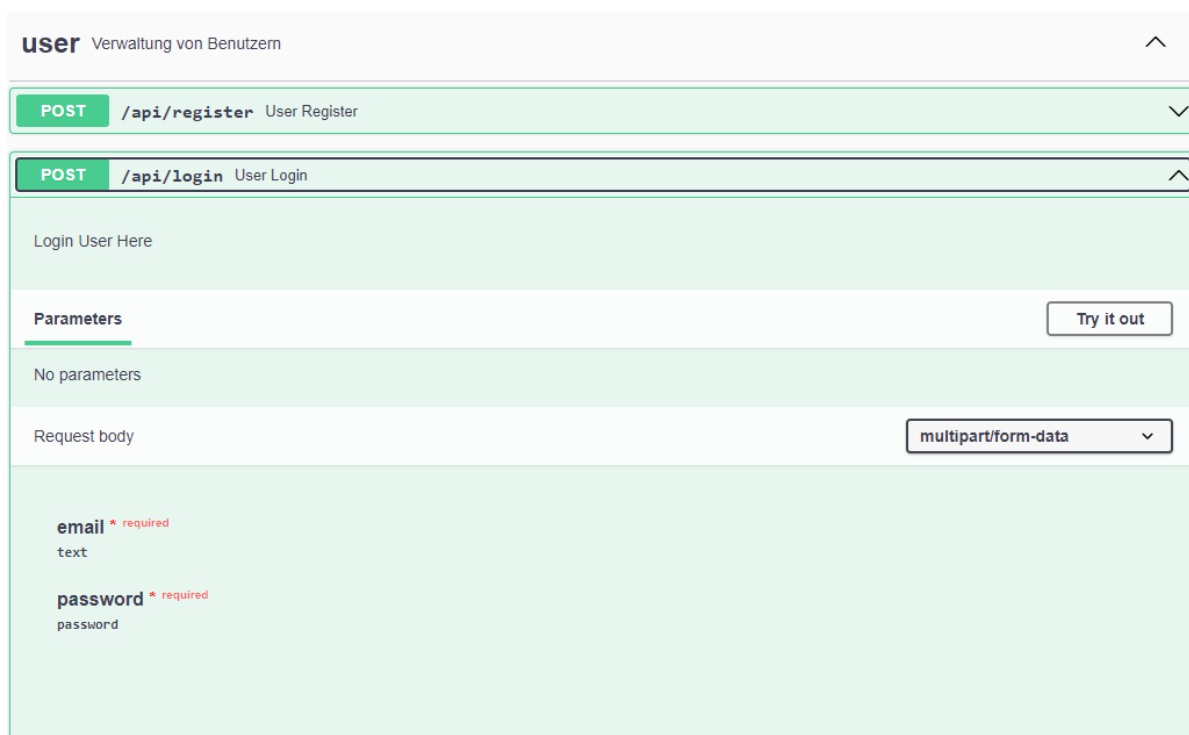 user Verwaltung von Benutzern
POST /api/register User Register
POST /api/login User Login
Login User Here
Parameters Try it out
No parameters
Request body multipart/form-data
email * required
text
password * required
password